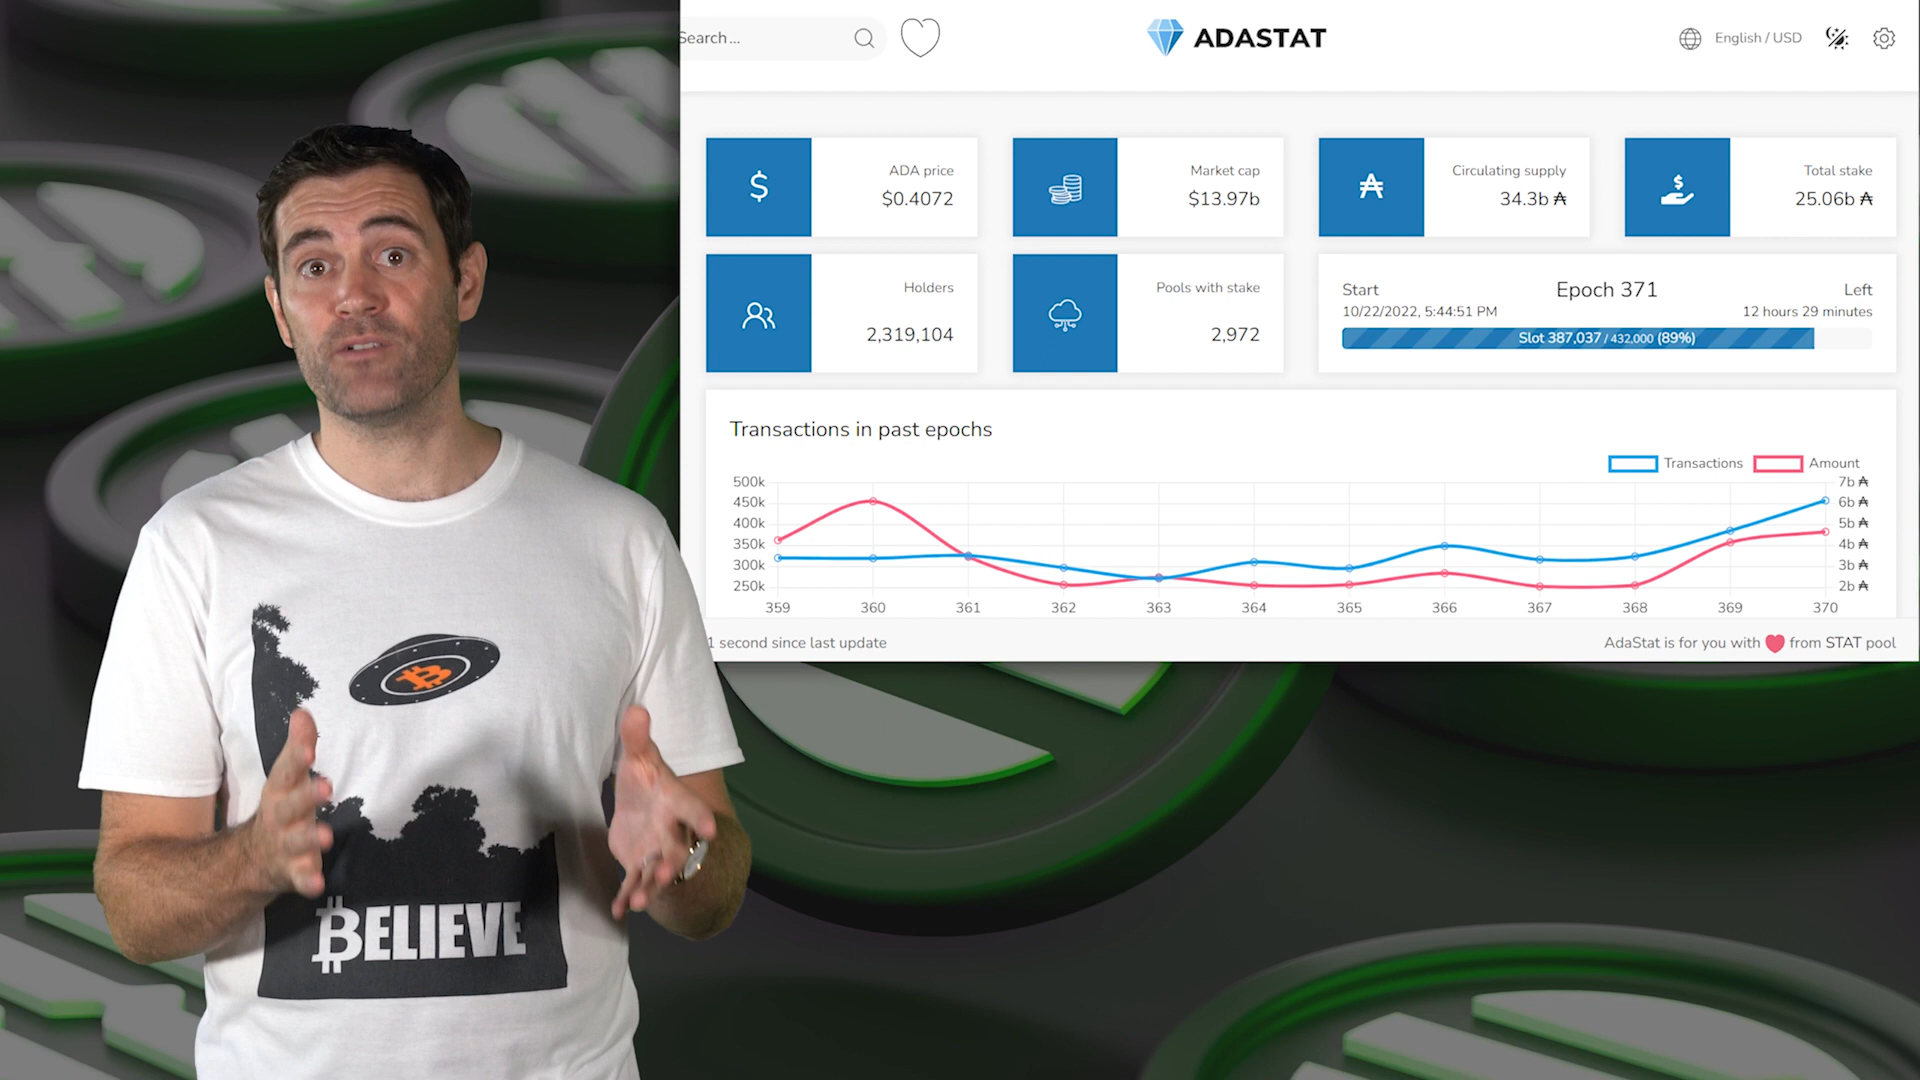 Search...
ADASTAT
English / USD
ADA price
$0.4072
Market cap
$13.97b
Circulating supply
34.3b ₳
Total stake
25.06b ₳
Holders
2,319,104
Pools with stake
2,972
Start
Epoch 371
Left
10/22/2022, 5:44:51 PM
12 hours 29 minutes
Slot 387,037 / 432,000 (89%)
Transactions in past epochs
Transactions
Amount
500k
450k
400k
350k
300k
250k
7b ₳
6b ₳
5b ₳
4b ₳
3b ₳
2b ₳
359 360 361 362 363 364 365 366 367 368 369 370
1 second since last update
AdaStat is for you with ❤ from STAT pool
₿ELIEVE